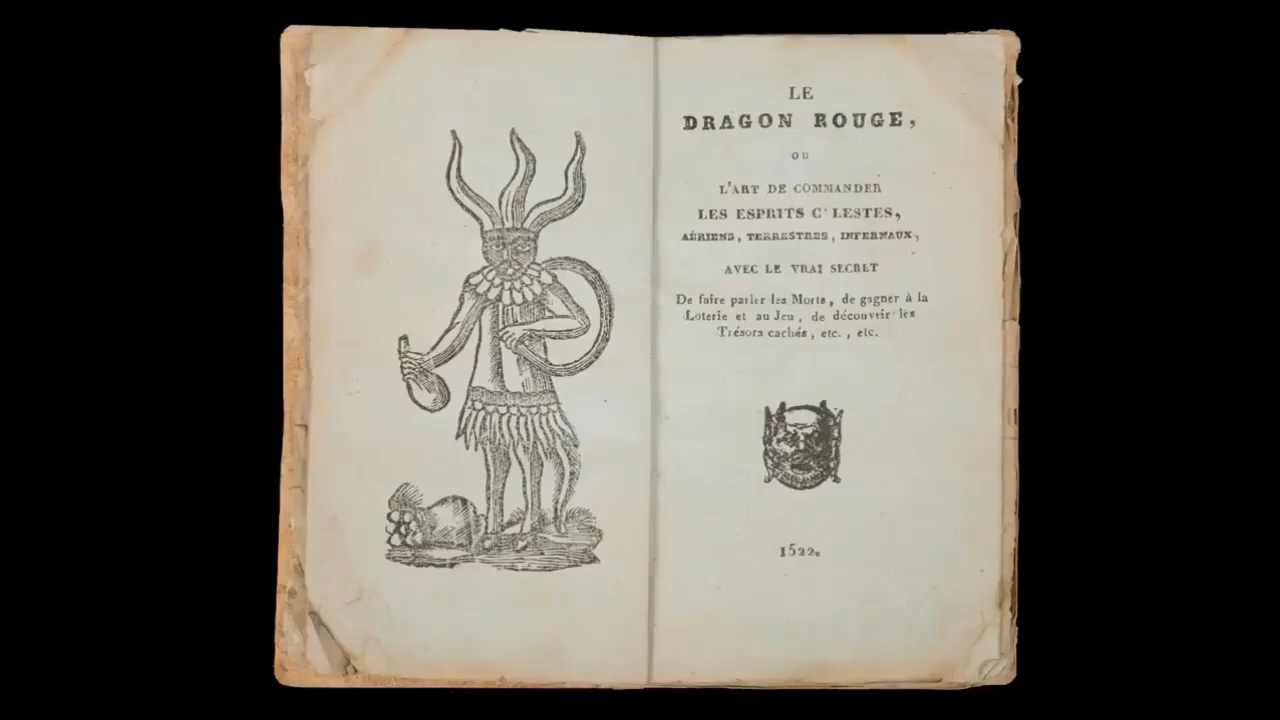 LE
DRAGON ROUGE,
OU
L'ART DE COMMANDER
LES ESPRITS C LESTES,
AÉRIENS, TERRESTRES, INFERNAUX,
AVEC LE VRAI SECRET
De faire parler les Morts, de gagner à la
Loterie et au Jeu, de découvrir les
Trésors cachés, etc., etc.
1522.